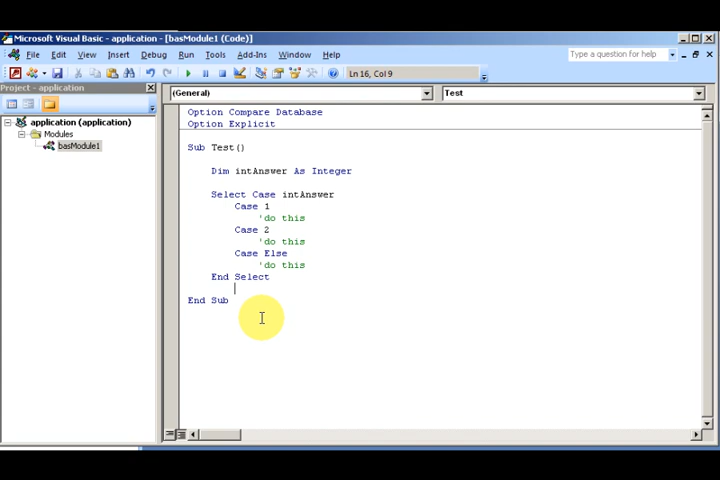 Microsoft Visual Basic - application - [basModule1 (Code)]
File Edit View Insert Debug Run Tools Add-Ins Window Help
Type a question for help
Ln 16, Col 9
Project - application
(General)
Test
application (application)
Modules
basModule1
Option Compare Database
Option Explicit
Sub Test()
Dim intAnswer As Integer
Select Case intAnswer
Case 1
'do this
Case 2
'do this
Case Else
'do this
End Select
End Sub